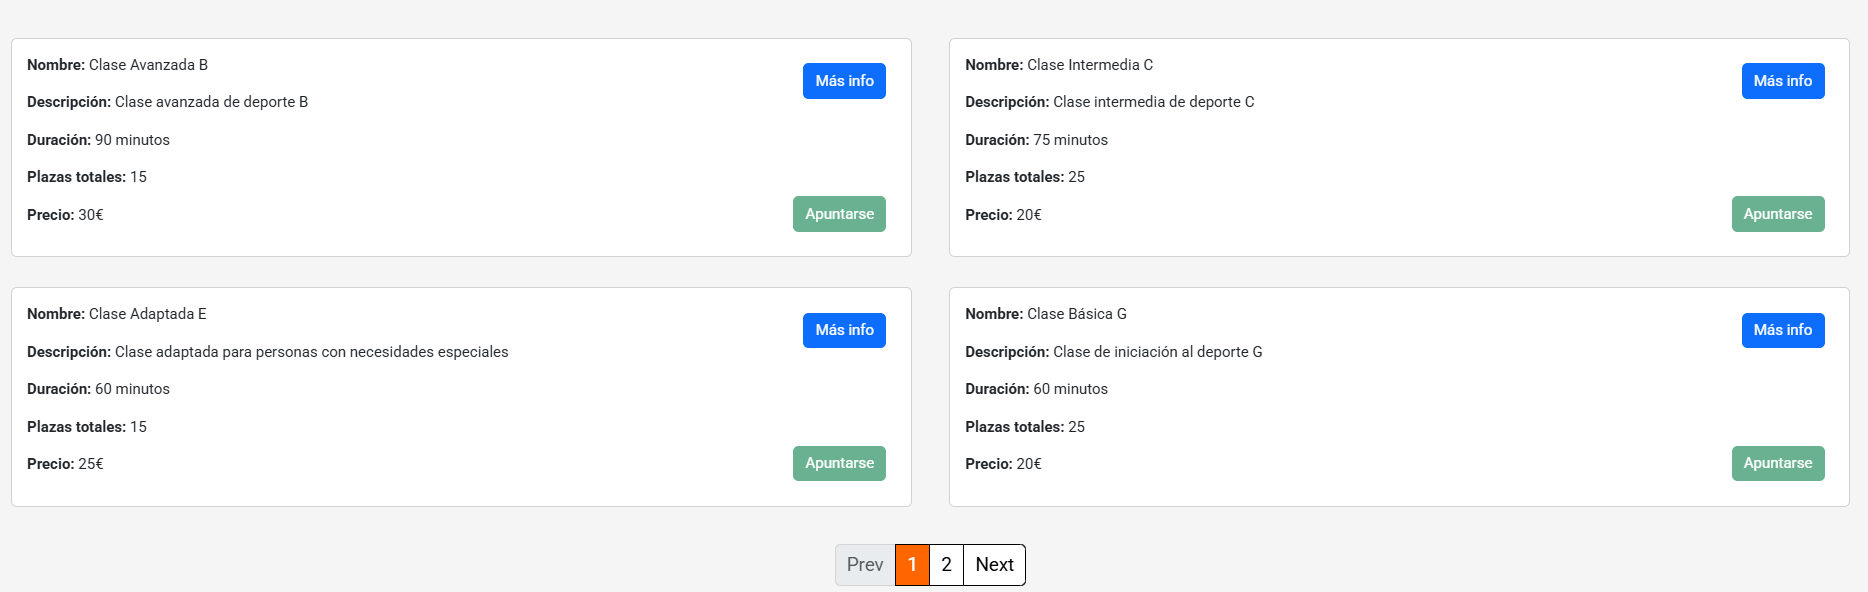 Nombre: Clase Avanzada B
Más info
Descripción: Clase avanzada de deporte B
Duración: 90 minutos
Plazas totales: 15
Precio: 30€
Apuntarse
Nombre: Clase Intermedia C
Más info
Descripción: Clase intermedia de deporte C
Duración: 75 minutos
Plazas totales: 25
Precio: 20€
Apuntarse
Nombre: Clase Adaptada E
Más info
Descripción: Clase adaptada para personas con necesidades especiales
Duración: 60 minutos
Plazas totales: 15
Precio: 25€
Apuntarse
Nombre: Clase Básica G
Más info
Descripción: Clase de iniciación al deporte G
Duración: 60 minutos
Plazas totales: 25
Precio: 20€
Apuntarse
Prev 1 2 Next